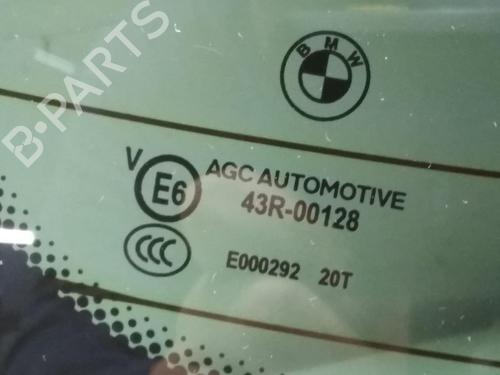 B-PARTS
BMW
V
E6
AGC AUTOMOTIVE
43R-00128
CCC
E000292 20T